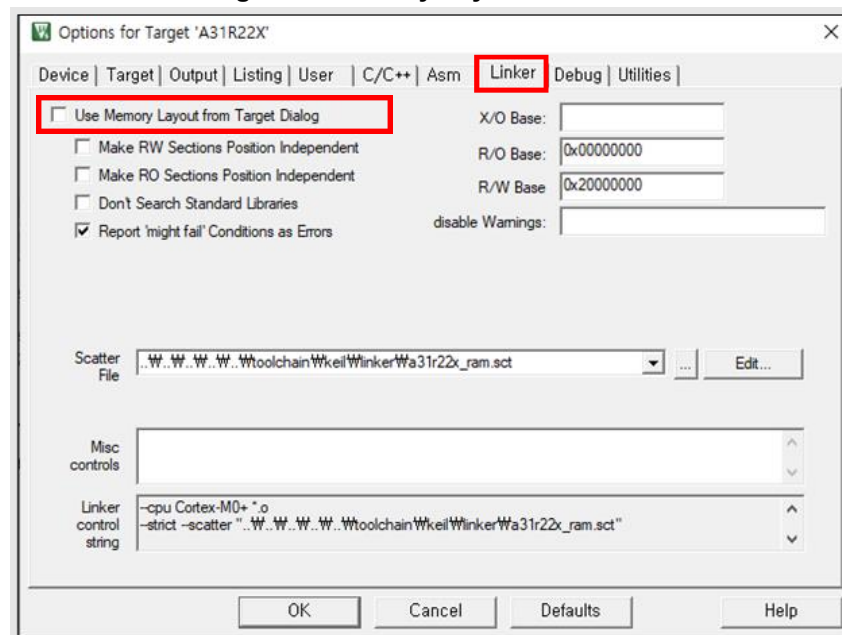 Options for Target 'A31R22X'
Device | Target | Output | Listing | User | C/C++ | Asm Linker Debug | Utilities |
Use Memory Layout from Target Dialog
Make RW Sections Position Independent
Make RO Sections Position Independent
Don't Search Standard Libraries
Report 'might fail' Conditions as Errors
X/O Base:
R/O Base: 0x00000000
R/W Base 0x20000000
disable Warnings:
Scatter
File
..₩..₩..₩..₩..₩toolchain₩keil₩linker₩a31r22x_ram.sct
...
Edit...
Misc
controls
Linker
control
string
--cpu Cortex-M0+ *.o
--strict --scatter "..₩..₩..₩..₩..₩toolchain₩keil₩linker₩a31r22x_ram.sct"
OK Cancel Defaults Help